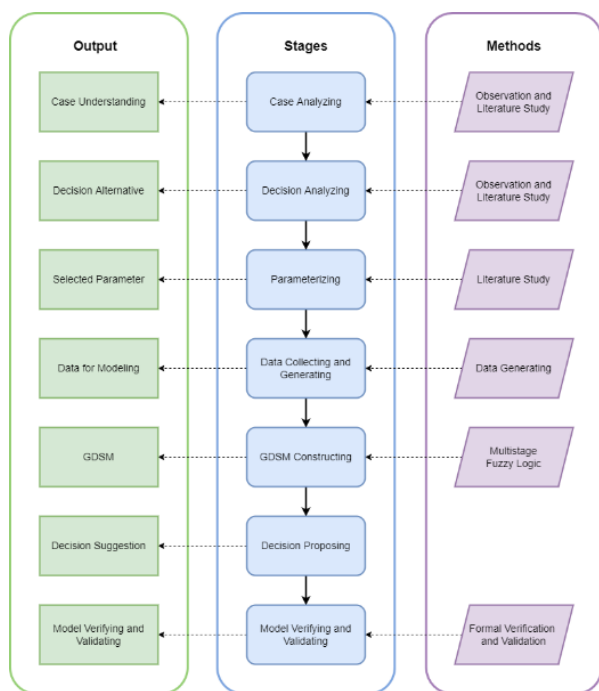 Output
Stages
Methods
Case Understanding
Case Analyzing
Observation and
Literature Study
Decision Alternative
Decision Analyzing
Observation and
Literature Study
Selected Parameter
Parameterizing
Literature Study
Data for Modeling
Data Collecting and
Generating
Data Generating
GDSM
GDSM Constructing
Multistage
Fuzzy Logic
Decision Suggestion
Decision Proposing
Model Verifying and
Validating
Model Verifying and
Validating
Formal Verification
and Validation